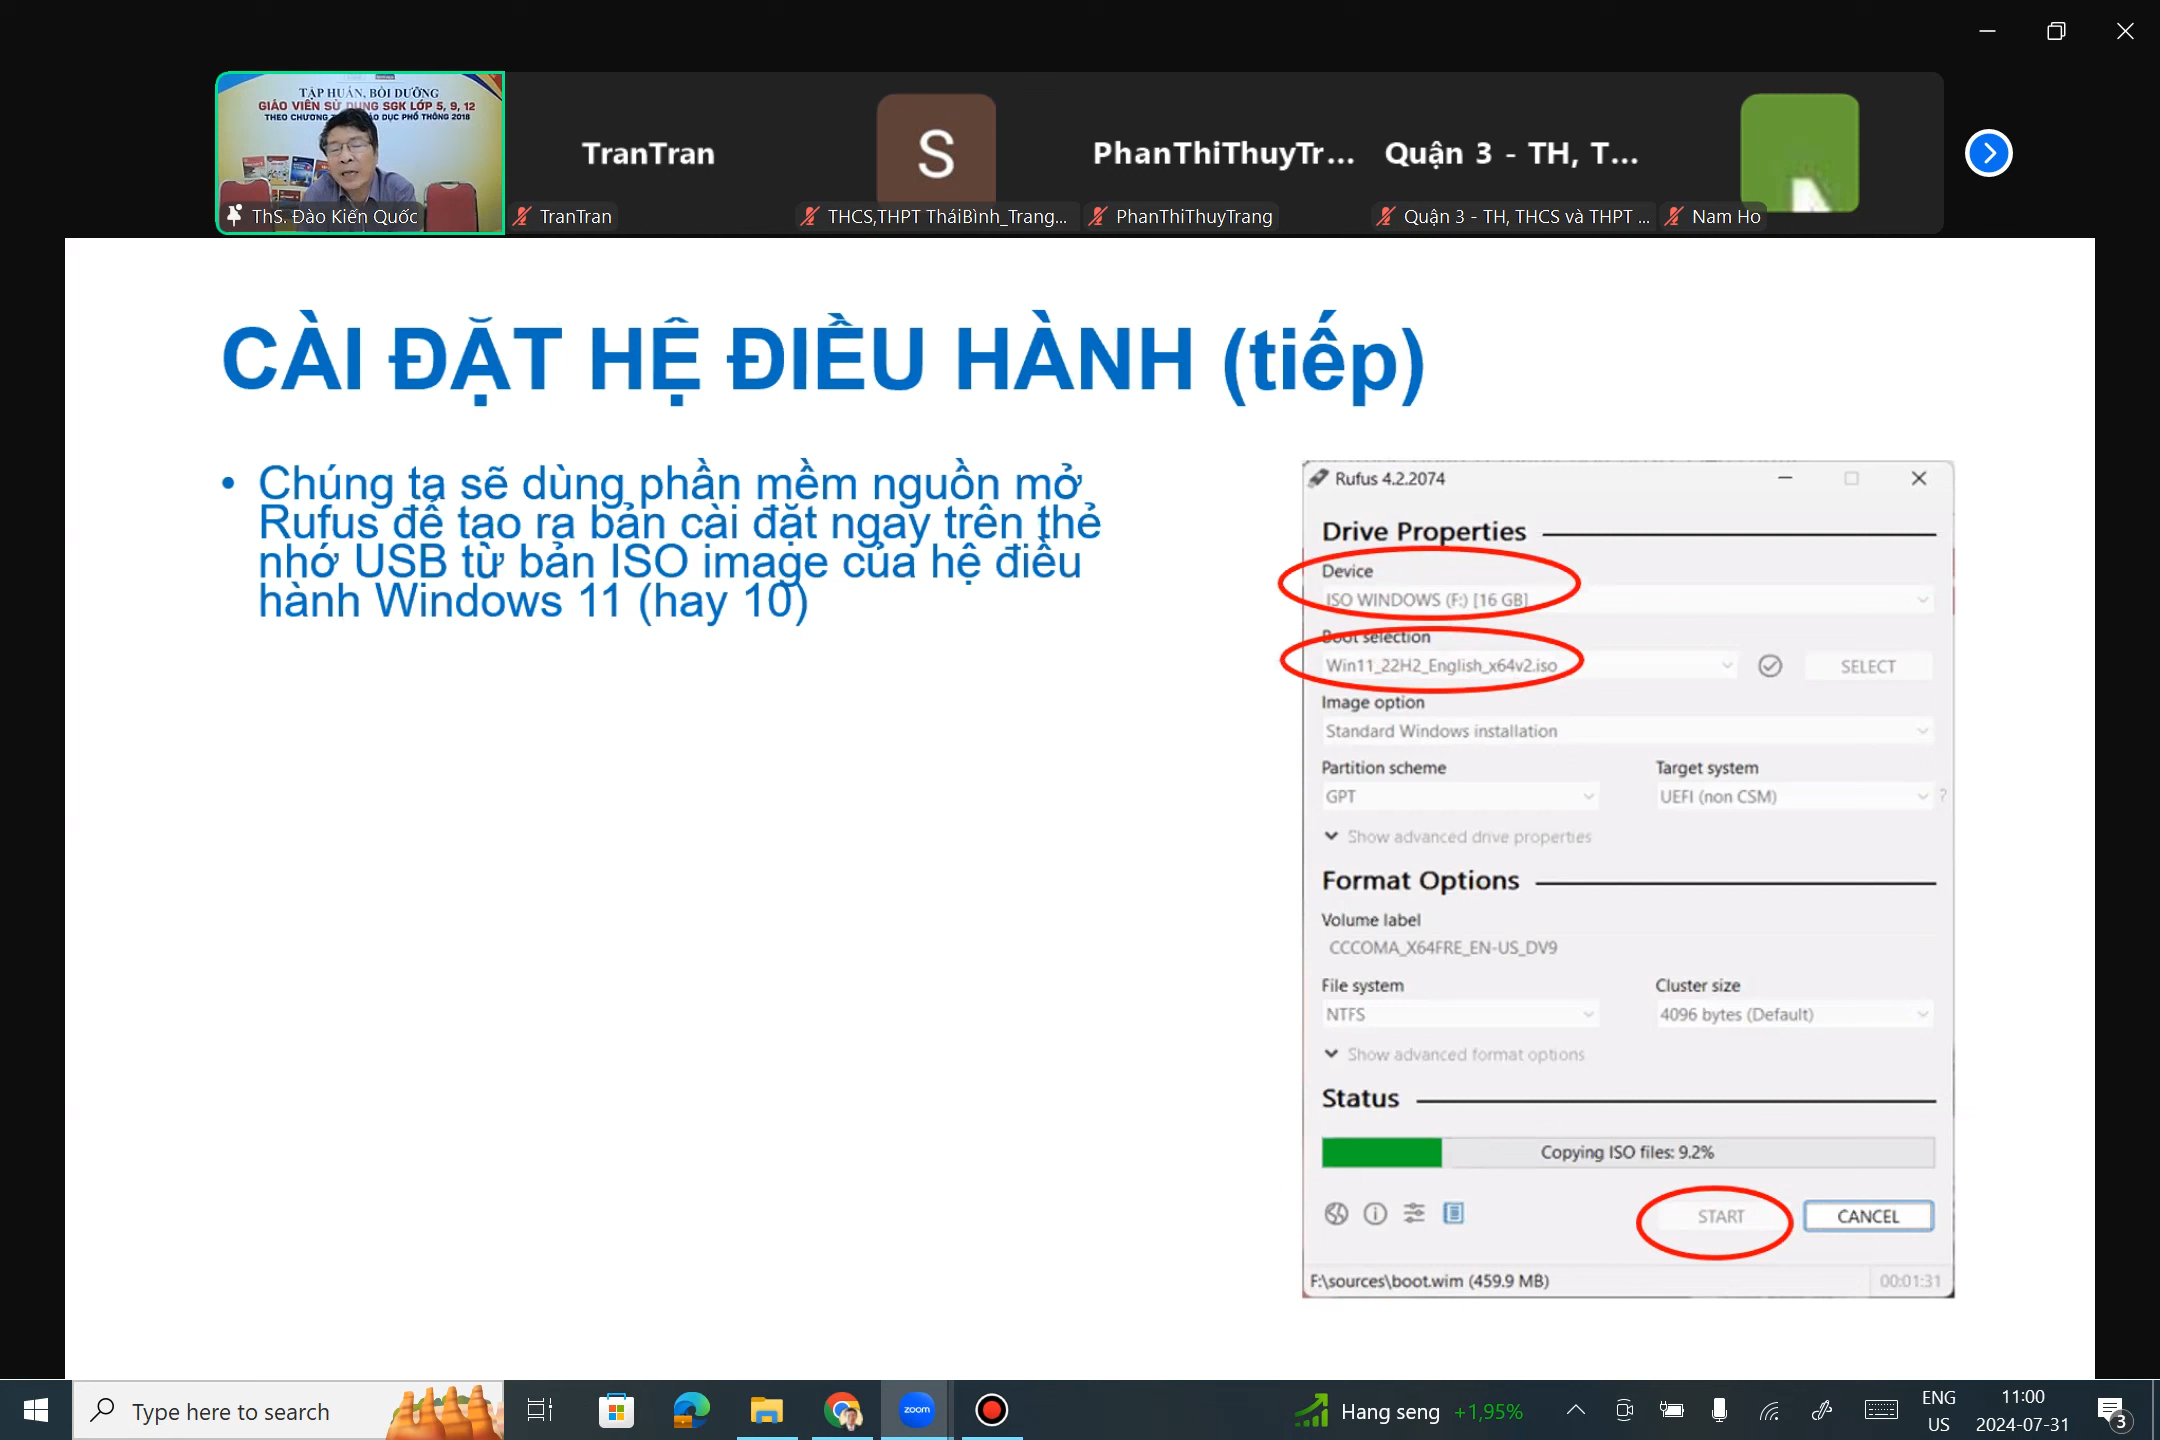 TẬP HUẤN, BỒI DƯỠNG
GIÁO VIÊN SỬ DỤNG SGK LỚP 5, 9, 12
THEO CHƯƠNG DỤC PHỔ THÔNG 2018
ThS. Đào Kiến Quốc
TranTran
TranTran
S
THCS,THPT TháiBình_Trang...
PhanThiThuyTr...
PhanThiThuyTrang
Quận 3 - TH, T...
Quận 3 - TH, THCS và THPT ...
Nam Ho
CÀI ĐẶT HỆ ĐIỀU HÀNH (tiếp)
• Chúng ta sẽ dùng phần mềm nguồn mở
Rufus để tạo ra bản cài đặt ngay trên thẻ
nhớ USB từ bản ISO image của hệ điều
hành Windows 11 (hay 10)
Rufus 4.2.2074
Drive Properties
Device
ISO WINDOWS (F:) [16 GB]
Boot selection
Win11_22H2_English_x64v2.iso
SELECT
Image option
Standard Windows installation
Partition scheme
Target system
GPT
UEFI (non CSM)
?
Show advanced drive properties
Format Options
Volume label
CCCOMA_X64FRE_EN-US_DV9
File system
Cluster size
NTFS
4096 bytes (Default)
Show advanced format options
Status
Copying ISO files: 9.2%
START
CANCEL
F:\sources\boot.wim (459.9 MB)
00:01:31
Type here to search
zoom
Hang seng +1,95%
ENG
US
11:00
2024-07-31
3